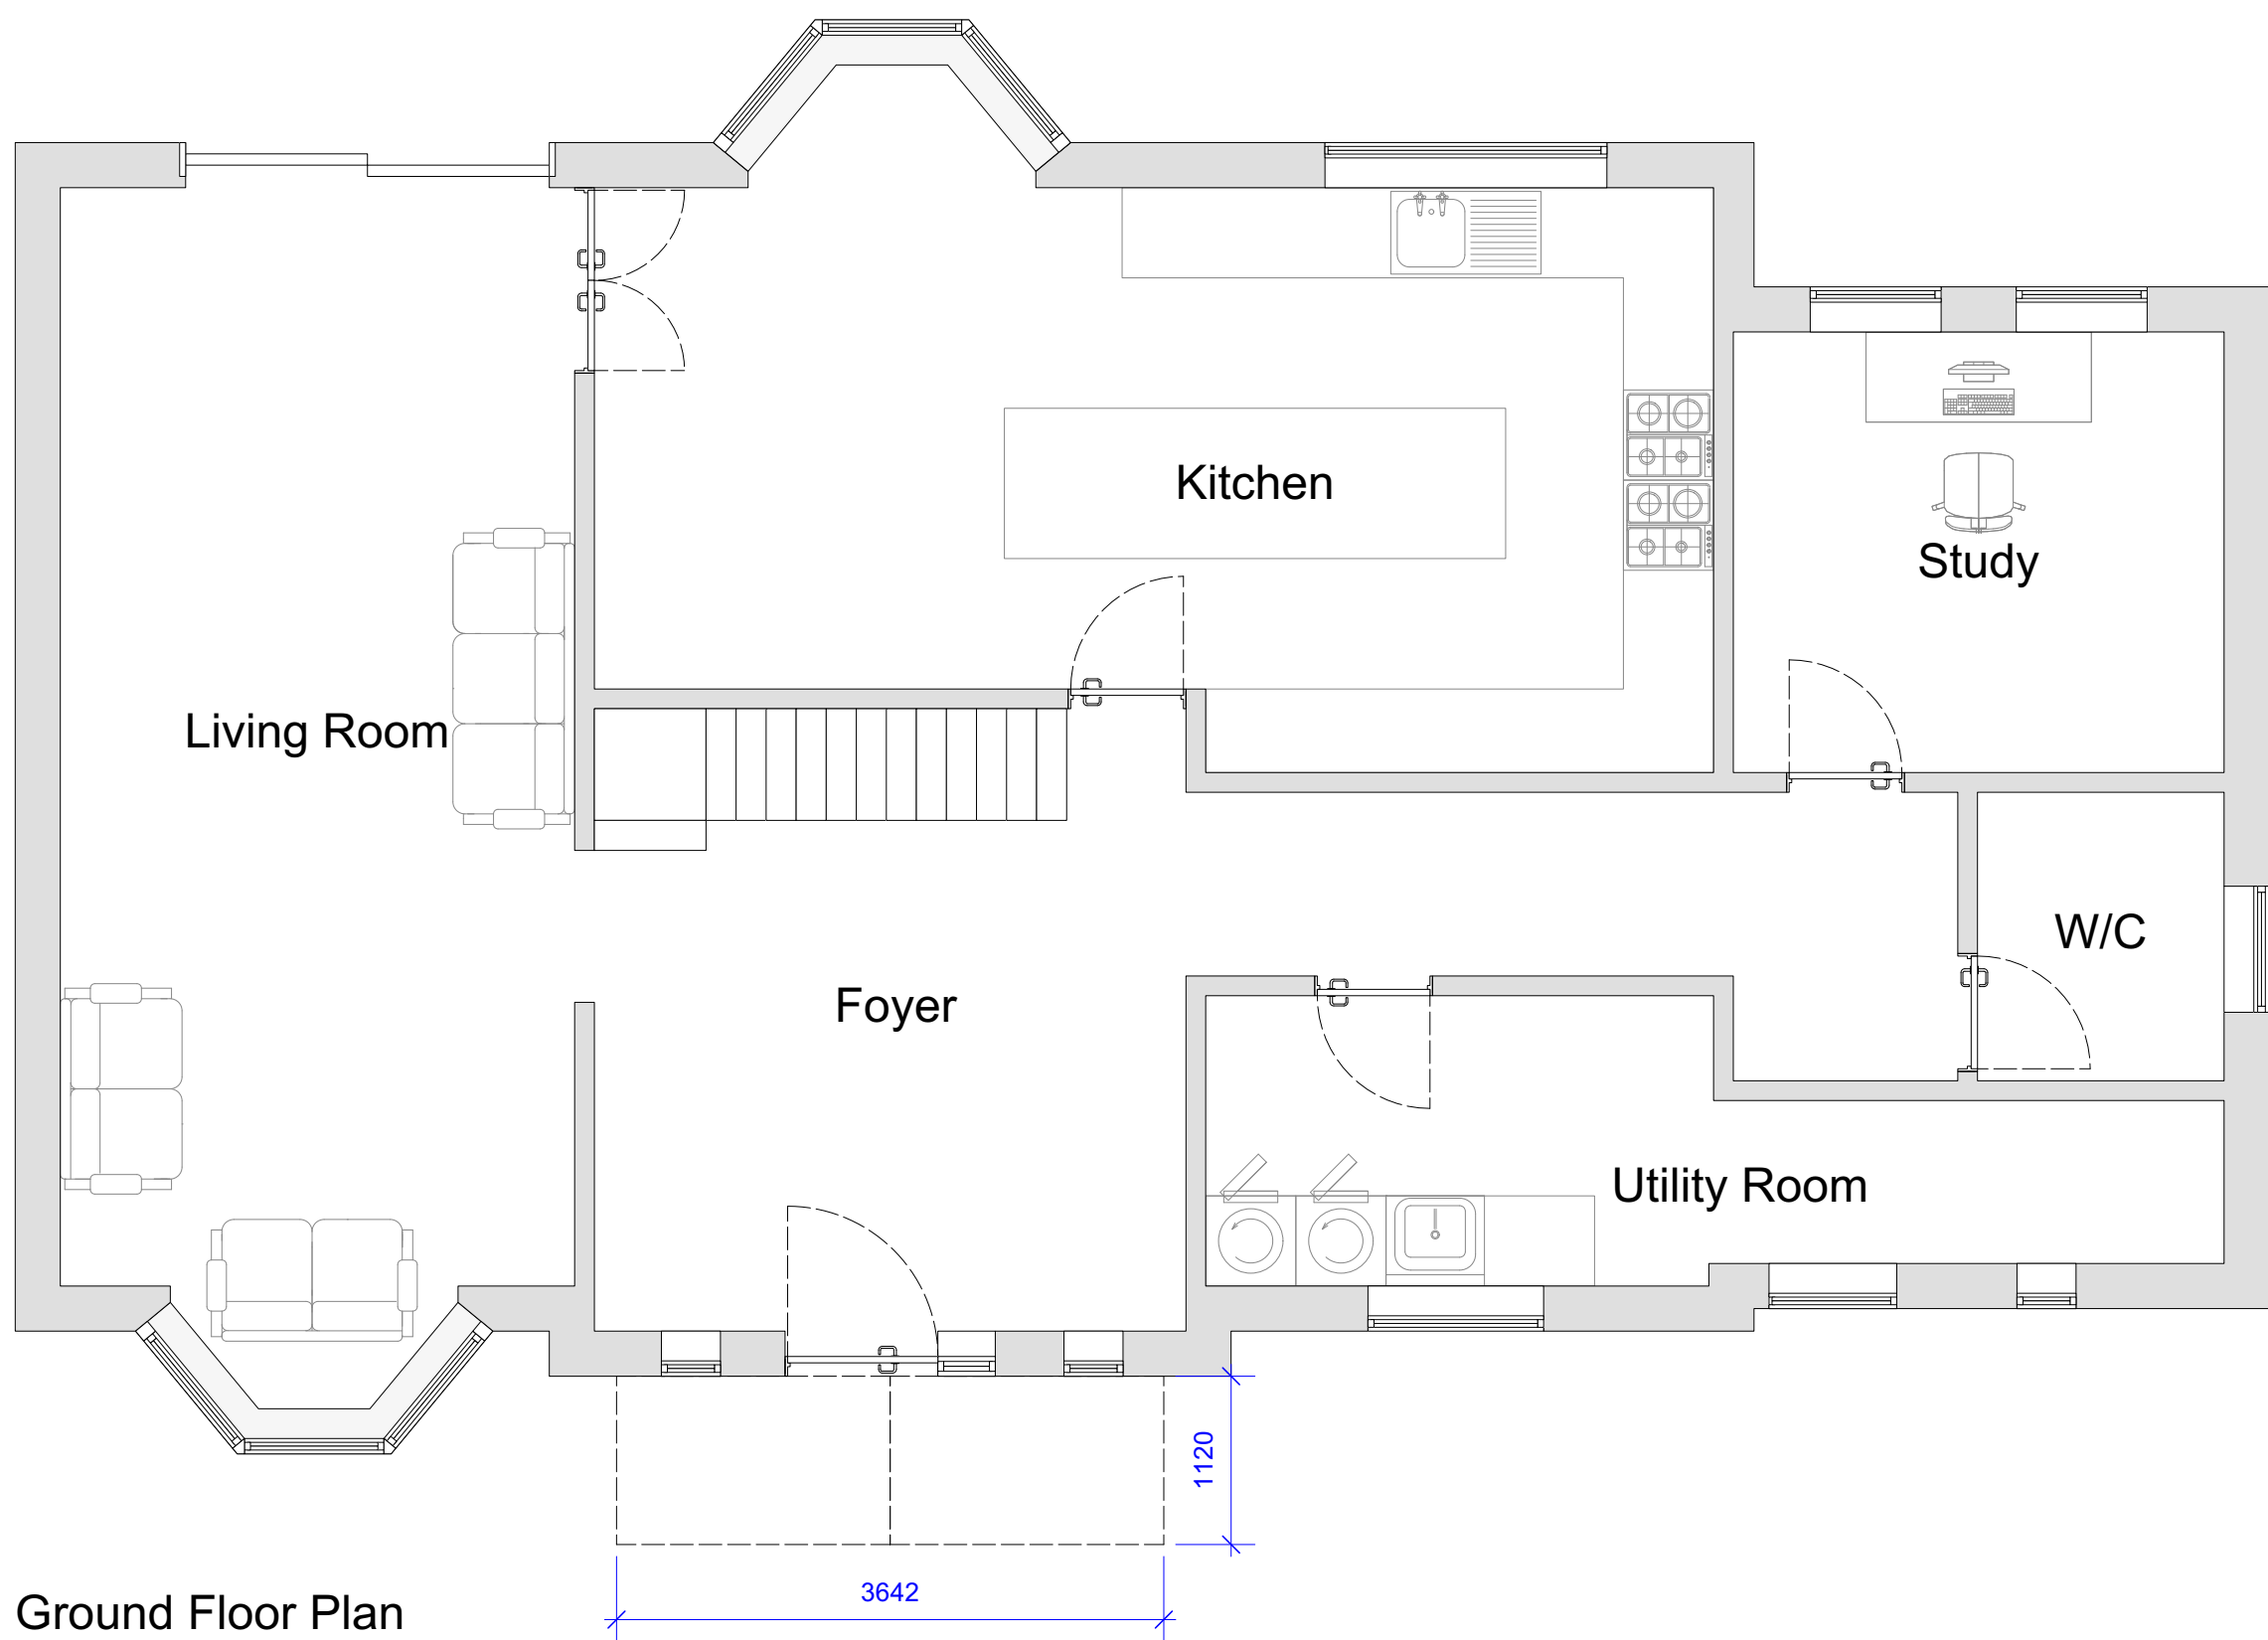 Kitchen
Study
Living Room
W/C
Foyer
Utility Room
1120
3642
Ground Floor Plan